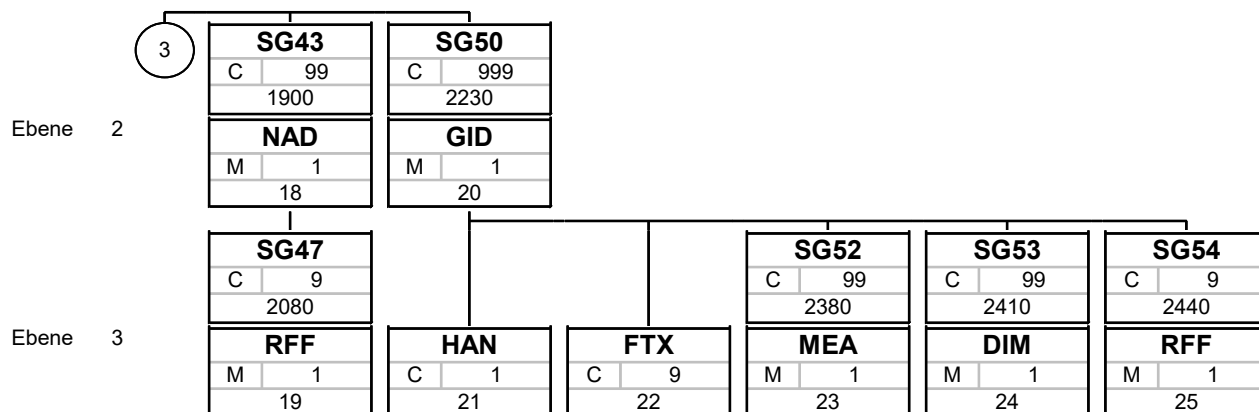 3
SG43 SG50
C 99 C 999
1900 2230
Ebene 2
NAD GID
M 1 M 1
18 20
SG47 SG52 SG53 SG54
C 9 C 99 C 99 C 9
2080 2380 2410 2440
Ebene 3
RFF HAN FTX MEA DIM RFF
M 1 C 1 C 9 M 1 M 1 M 1
19 21 22 23 24 25